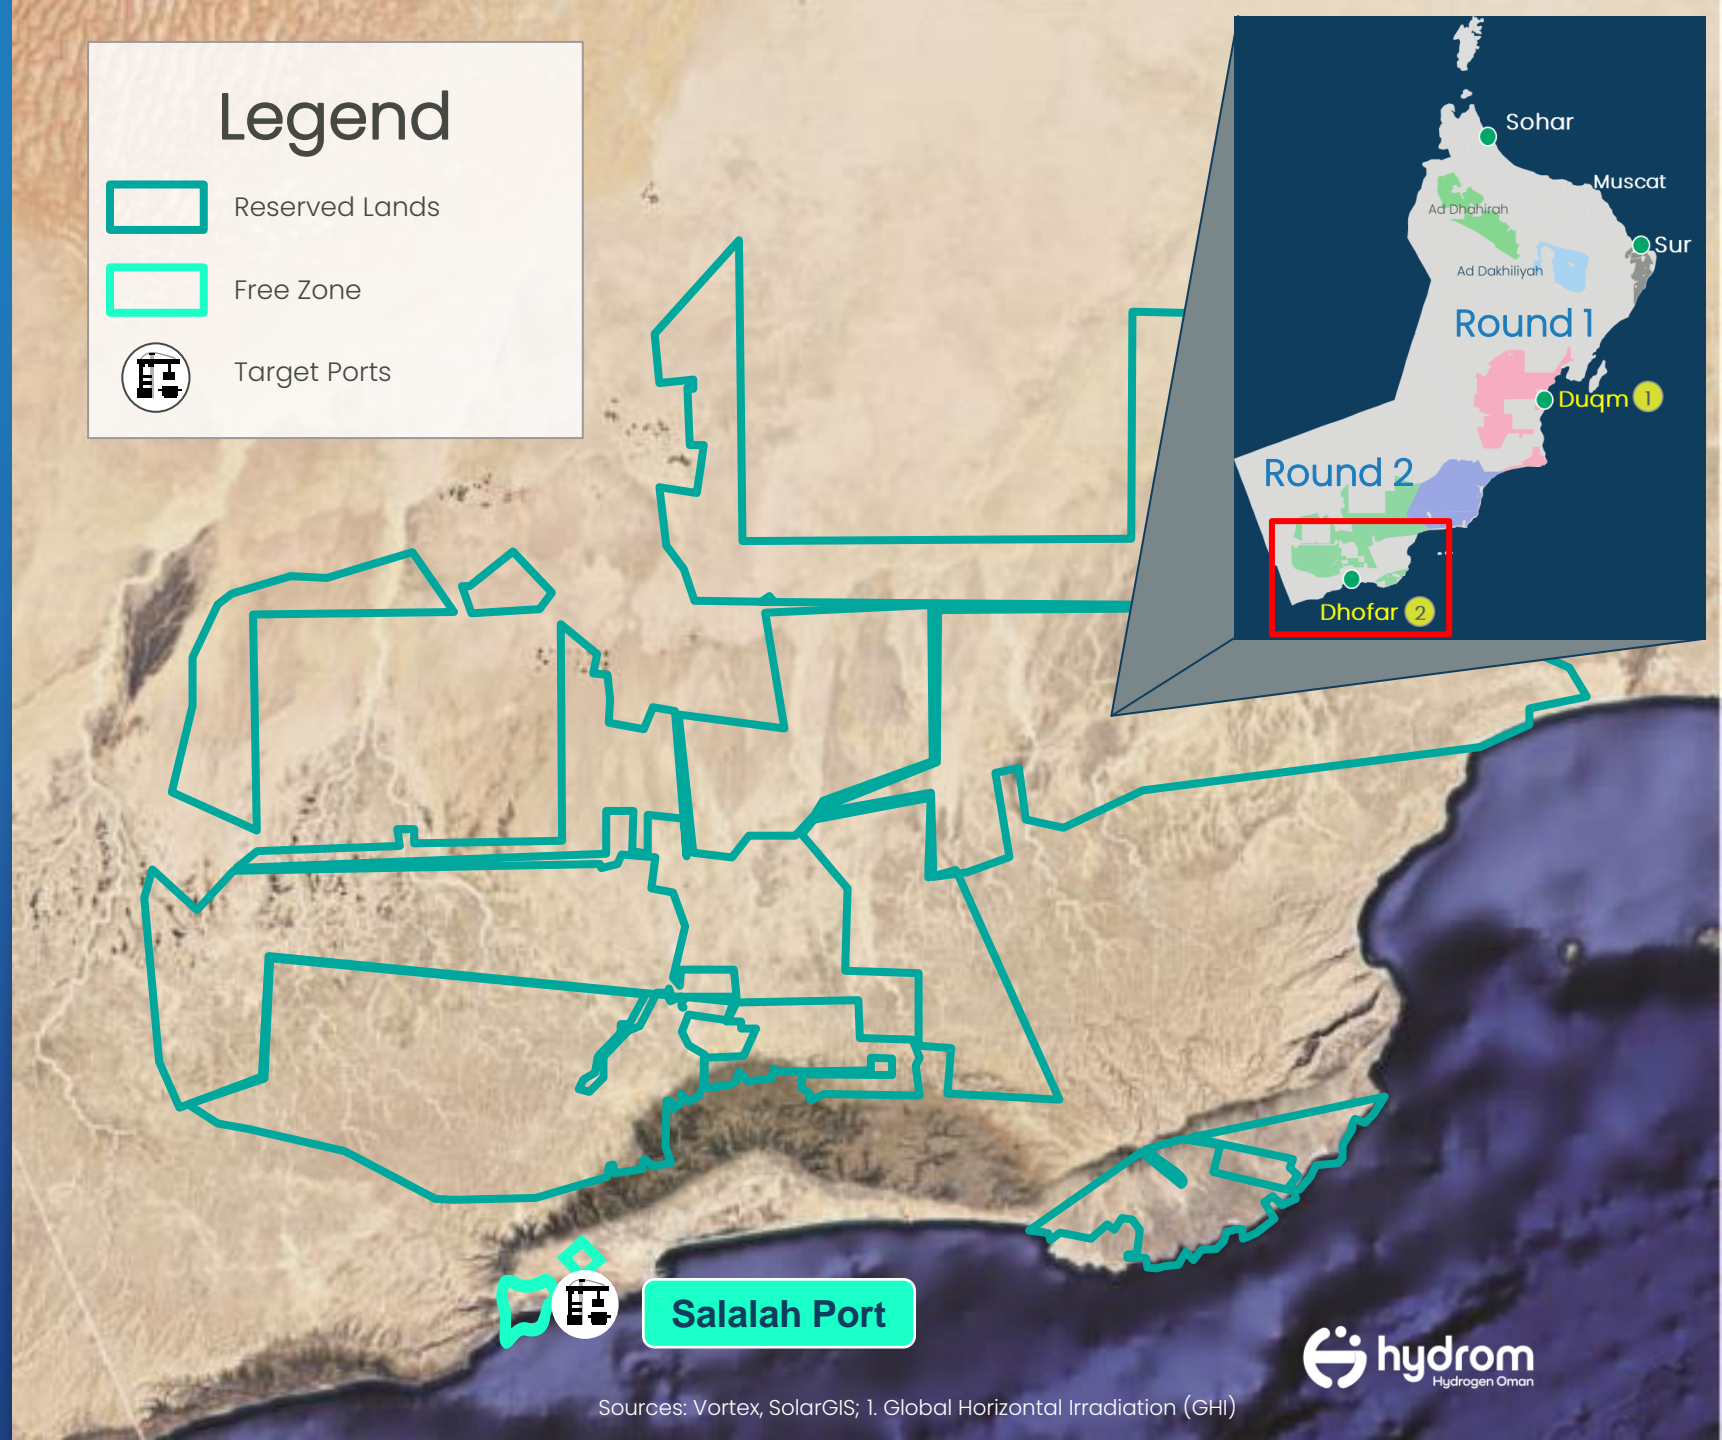 Legend
Reserved Lands
Free Zone
Target Ports
Sohar
Muscat
Ad Dhahirah
Sur
Ad Dakhiliyah
Round 1
Duqm 1
Round 2
Dhofar 2
Salalah Port
hydrom
Hydrogen Oman
Sources: Vortex, SolarGIS; 1. Global Horizontal Irradiation (GHI)